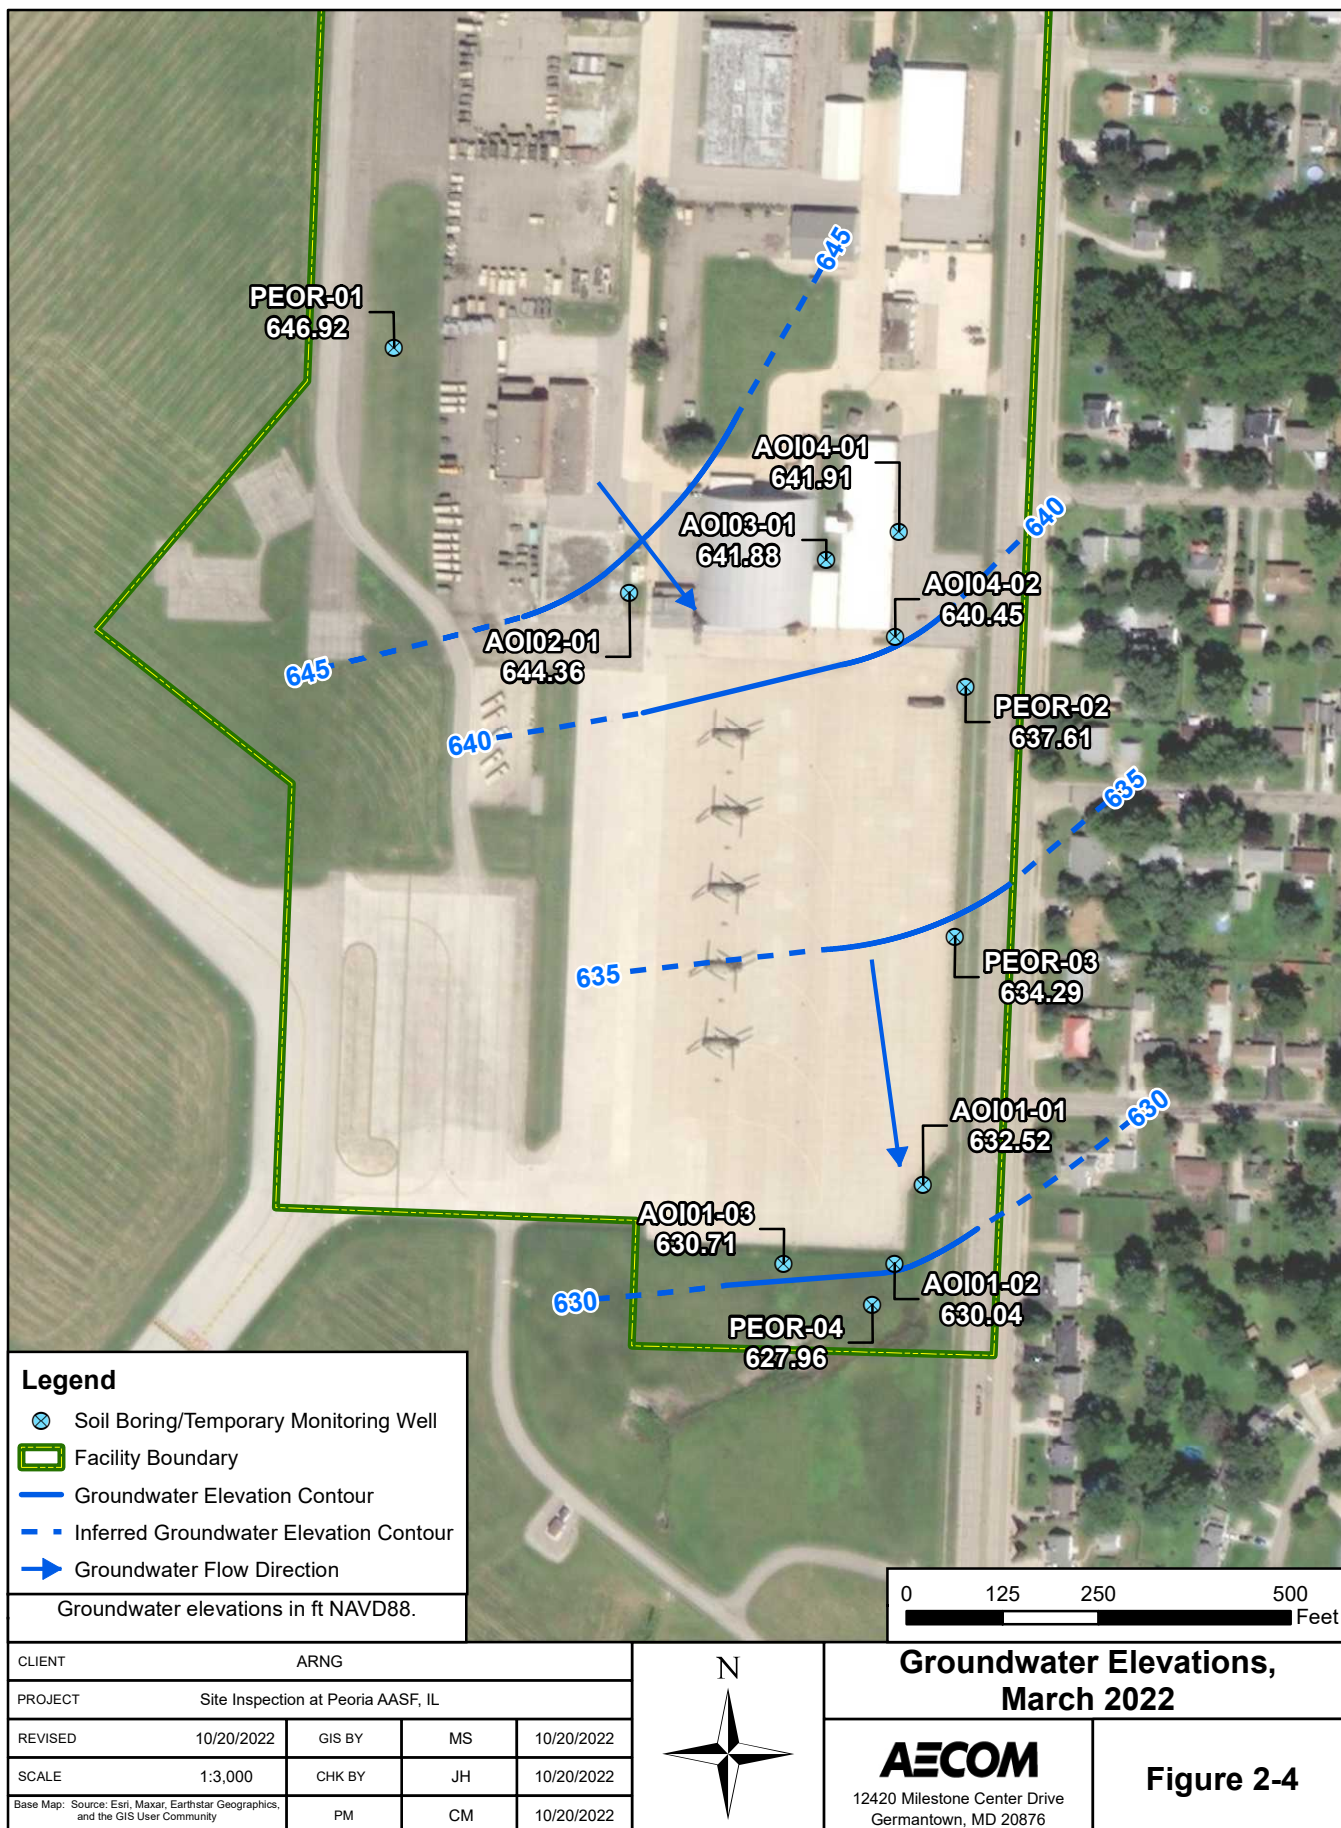 645
PEOR-01
646.92
AOI04-01
641.91
AOI03-01
641.88
640
AOI04-02
640.45
AOI02-01
644.36
645
640
PEOR-02
637.61
635
635
PEOR-03
634.29
AOI01-01
632.52
630
AOI01-03
630.71
AOI01-02
630.04
630
PEOR-04
627.96
Legend
Soil Boring/Temporary Monitoring Well
Facility Boundary
Groundwater Elevation Contour
Inferred Groundwater Elevation Contour
Groundwater Flow Direction
Groundwater elevations in ft NAVD88.
0 125 250 500
Feet
CLIENT ARNG
PROJECT Site Inspection at Peoria AASF, IL
REVISED 10/20/2022 GIS BY MS 10/20/2022
SCALE 1:3,000 CHK BY JH 10/20/2022
Base Map: Source: Esri, Maxar, Earthstar Geographics,
and the GIS User Community
PM CM 10/20/2022
N
Groundwater Elevations,
March 2022
AECOM
12420 Milestone Center Drive
Germantown, MD 20876
Figure 2-4